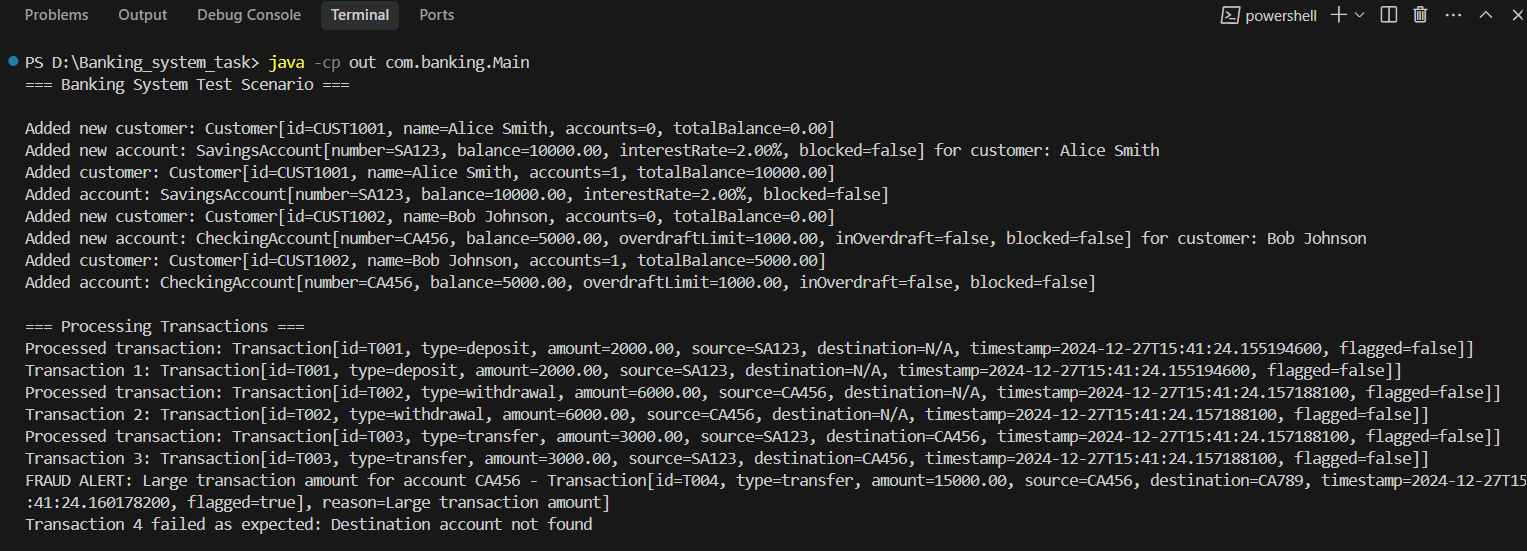 Problems Output Debug Console Terminal Ports powershell
PS D:\Banking_system_task> java -cp out com.banking.Main
=== Banking System Test Scenario ===
Added new customer: Customer[id=CUST1001, name=Alice Smith, accounts=0, totalBalance=0.00]
Added new account: SavingsAccount[number=SA123, balance=10000.00, interestRate=2.00%, blocked=false] for customer: Alice Smith
Added customer: Customer[id=CUST1001, name=Alice Smith, accounts=1, totalBalance=10000.00]
Added account: SavingsAccount[number=SA123, balance=10000.00, interestRate=2.00%, blocked=false]
Added new customer: Customer[id=CUST1002, name=Bob Johnson, accounts=0, totalBalance=0.00]
Added new account: CheckingAccount[number=CA456, balance=5000.00, overdraftLimit=1000.00, inOverdraft=false, blocked=false] for customer: Bob Johnson
Added customer: Customer[id=CUST1002, name=Bob Johnson, accounts=1, totalBalance=5000.00]
Added account: CheckingAccount[number=CA456, balance=5000.00, overdraftLimit=1000.00, inOverdraft=false, blocked=false]
=== Processing Transactions ===
Processed transaction: Transaction[id=T001, type=deposit, amount=2000.00, source=SA123, destination=N/A, timestamp=2024-12-27T15:41:24.155194600, flagged=false]]
Transaction 1: Transaction[id=T001, type=deposit, amount=2000.00, source=SA123, destination=N/A, timestamp=2024-12-27T15:41:24.155194600, flagged=false]]
Processed transaction: Transaction[id=T002, type=withdrawal, amount=6000.00, source=CA456, destination=N/A, timestamp=2024-12-27T15:41:24.157188100, flagged=false]]
Transaction 2: Transaction[id=T002, type=withdrawal, amount=6000.00, source=CA456, destination=N/A, timestamp=2024-12-27T15:41:24.157188100, flagged=false]]
Processed transaction: Transaction[id=T003, type=transfer, amount=3000.00, source=SA123, destination=CA456, timestamp=2024-12-27T15:41:24.157188100, flagged=false]]
Transaction 3: Transaction[id=T003, type=transfer, amount=3000.00, source=SA123, destination=CA456, timestamp=2024-12-27T15:41:24.157188100, flagged=false]]
FRAUD ALERT: Large transaction amount for account CA456 - Transaction[id=T004, type=transfer, amount=15000.00, source=CA456, destination=CA789, timestamp=2024-12-27T15
:41:24.160178200, flagged=true], reason=Large transaction amount]
Transaction 4 failed as expected: Destination account not found